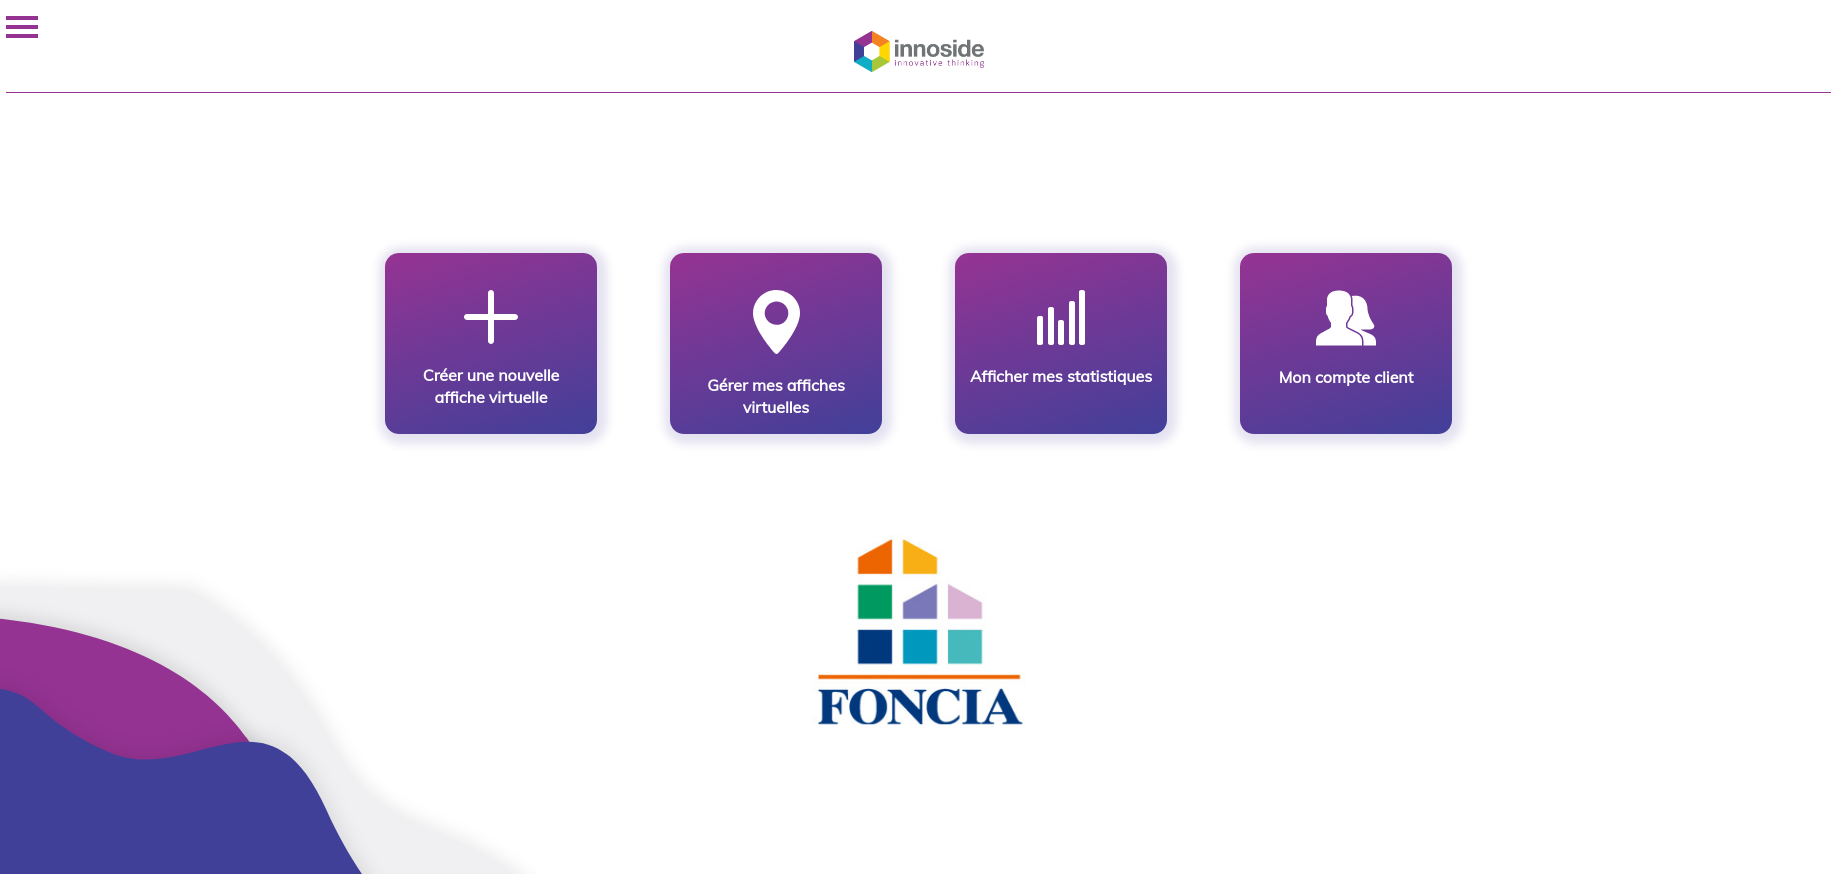 innoside
innovative thinking
Créer une nouvelle
affiche virtuelle
Gérer mes affiches
virtuelles
Afficher mes statistiques
Mon compte client
FONCIA